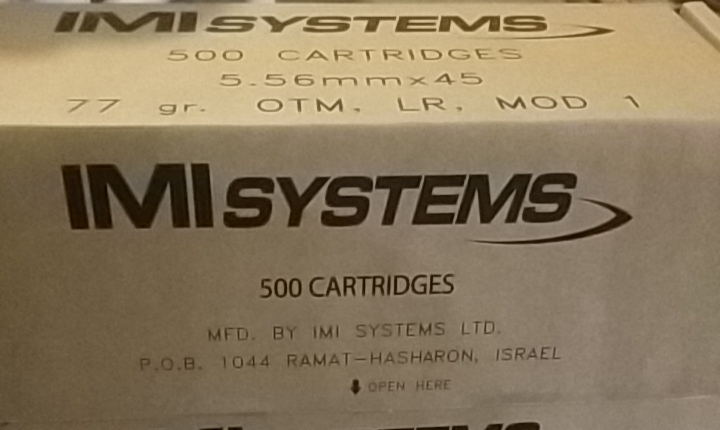 IMI SYSTEMS
500 CARTRIDGES
5.56mmx45
77 gr. OTM, LR, MOD 1
IMI SYSTEMS
500 CARTRIDGES
MFD. BY IMI SYSTEMS LTD.
P.O.B. 1044 RAMAT-HASHARON, ISRAEL
OPEN HERE